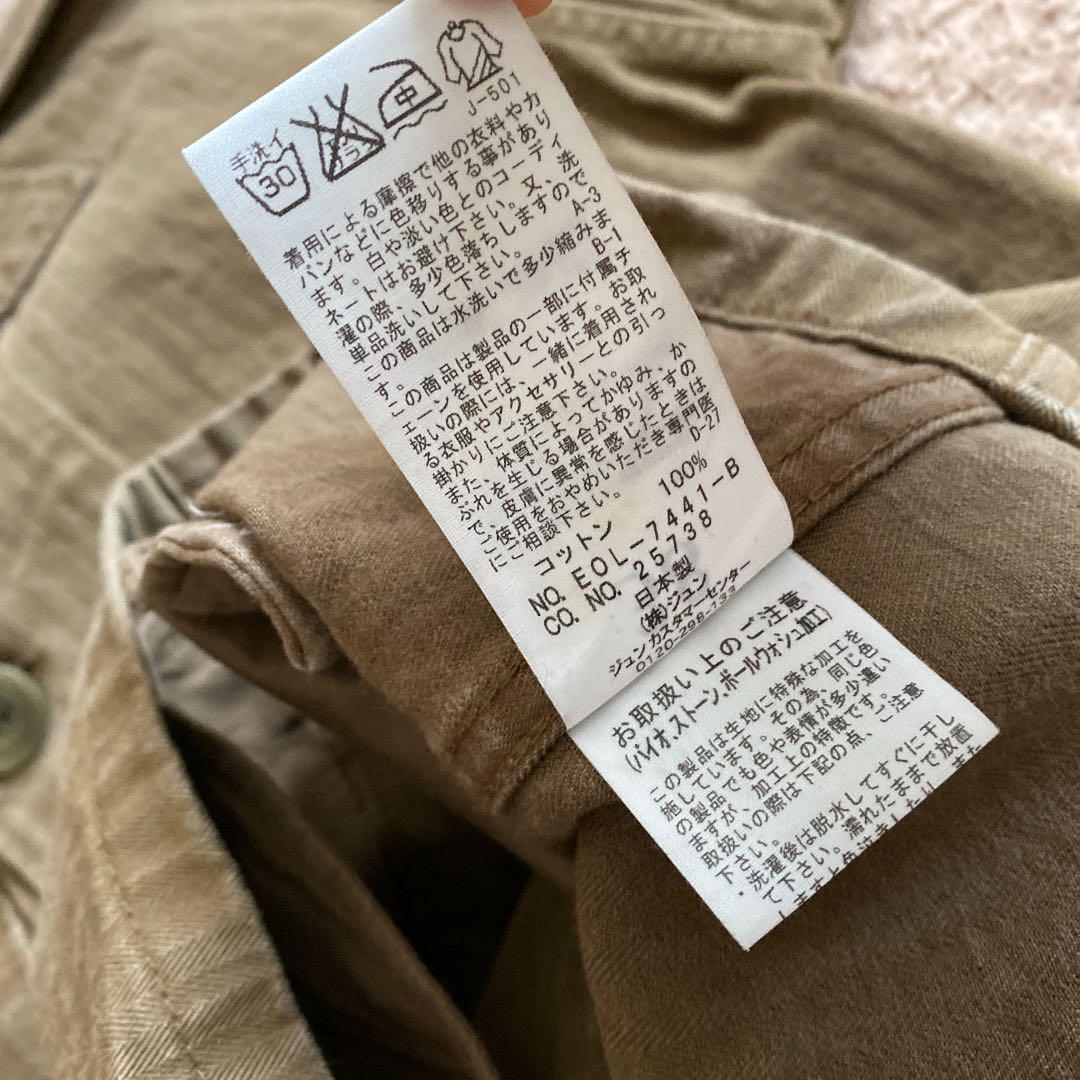 手洗イ
30
中
J-501
着用による摩擦で他の衣料やカ
バンなどに色移りする事があり
ます。白や淡い色とのコーディ
ネートはお避け下さい。又、洗
濯の際、多少色落ちしますので
単品洗いして下さい。 A-3
この商品は水洗いで多少縮みま
す。 B-1
この商品は製品の一部に付属チ
ェーンを使用しています。お取
扱いの際には、一緒に着用され
る衣服やアクセサリーとの引っ
掛かりにご注意下さい。
また、体質によってかゆみ、か
ぶれを生じる場合がありますの
で、皮膚に異常を感じたときは
ご使用をおやめいただき専門医
にご相談下さい。 D-27
コットン 100%
NO. EOL-7441-B
CO. NO. 25738
日本製
(株)ジュン
ジュン カスタマーセンター
0120-298-133
お取扱い上のご注意
(バイオ,ストーン,ボールウォシュ加工)
この製品は生地に特殊な加工を
施しています。その為、同じ色
の製品でも色や表情が多少違い
ますが、加工上の特徴です。
取扱いの際は下記の点、ご注意
下さい。
・洗濯後は脱水してすぐに干し
て下さい。濡れたままで放置